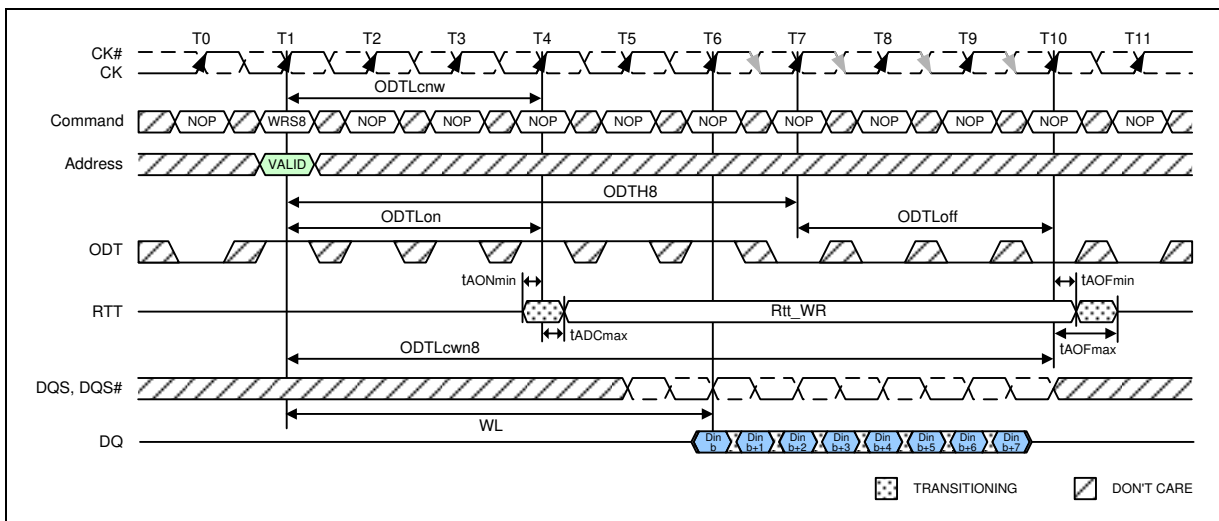 T0 T1 T2 T3 T4 T5 T6 T7 T8 T9 T10 T11
CK#
CK
ODTLcnw
Command NOP WRS8 NOP NOP NOP NOP NOP NOP NOP NOP NOP NOP
Address VALID
ODTH8
ODTLon ODTLoff
ODT
tAONmin tAOFmin
RTT Rtt_WR
tADCmax
ODTLcwn8 tAOFmax
DQS, DQS#
WL
DQ Din b Din b+1 Din b+2 Din b+3 Din b+4 Din b+5 Din b+6 Din b+7
TRANSITIONING DON'T CARE